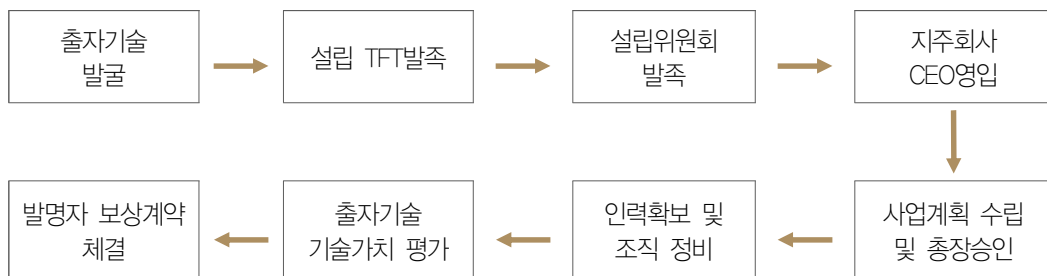 출자기술
발굴
설립 TFT발족
설립위원회
발족
지주회사
CEO영입
사업계획 수립
및 총장승인
인력확보 및
조직 정비
출자기술
기술가치 평가
발명자 보상계약
체결